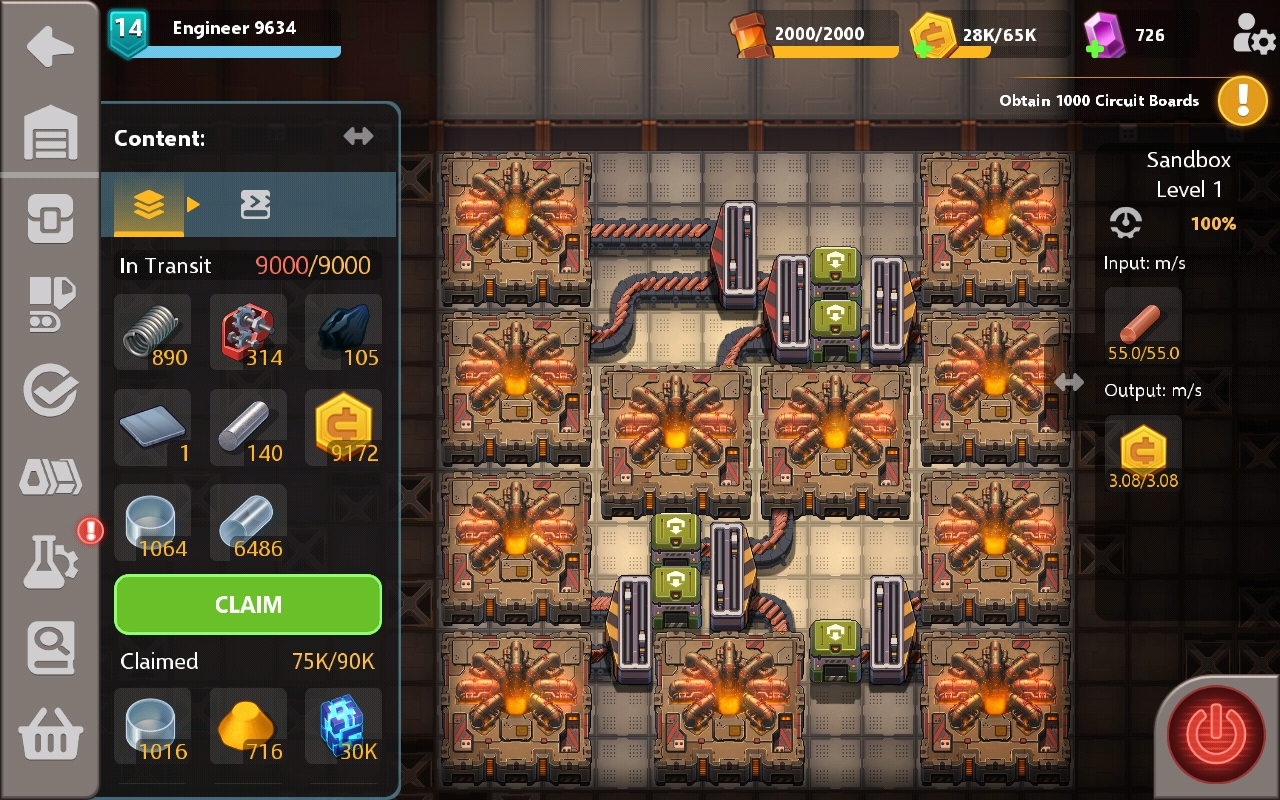 14
Engineer 9634
2000/2000
28K/65K
726
Obtain 1000 Circuit Boards
Content:
In Transit
9000/9000
890
314
105
1
140
9172
1064
6486
CLAIM
Claimed
75K/90K
1016
716
30K
Sandbox
Level 1
100%
Input: m/s
55.0/55.0
Output: m/s
3.08/3.08